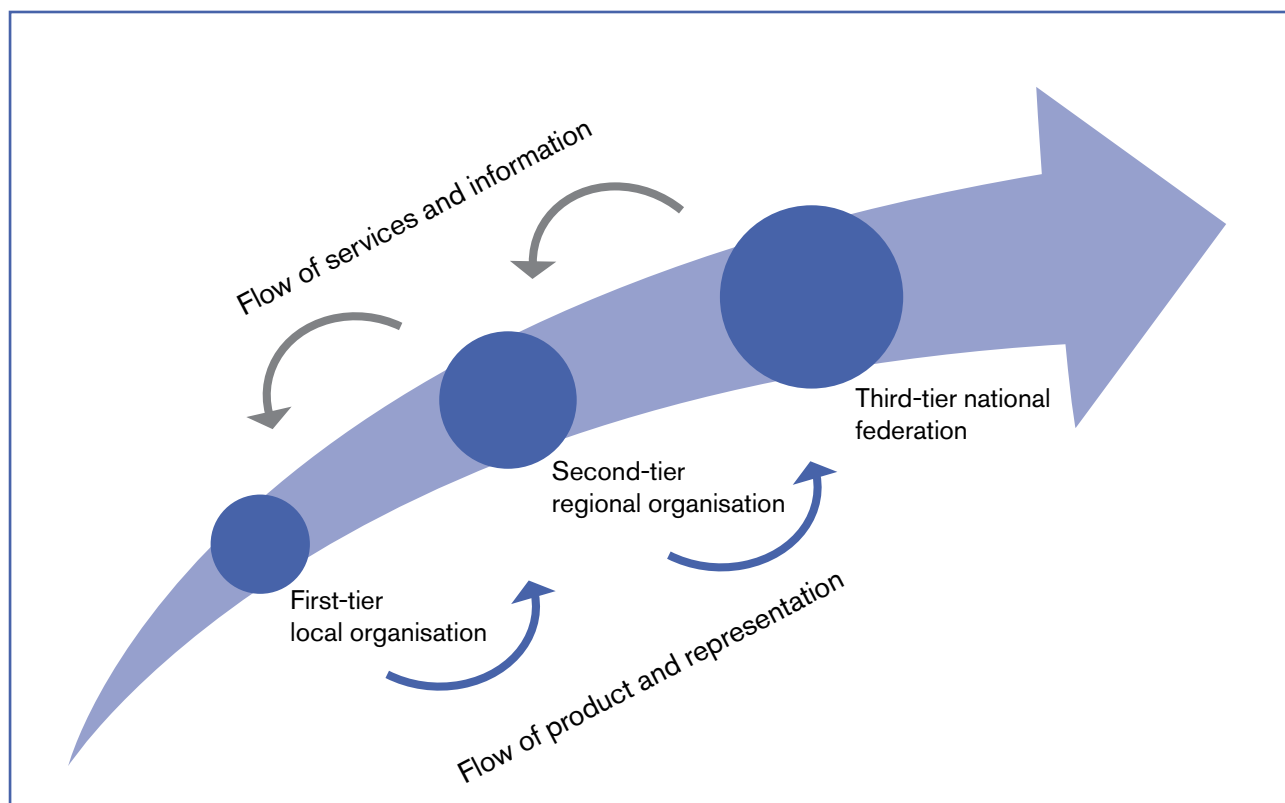 Flow of services and information
Third-tier national
federation
Second-tier
regional organisation
First-tier
local organisation
Flow of product and representation